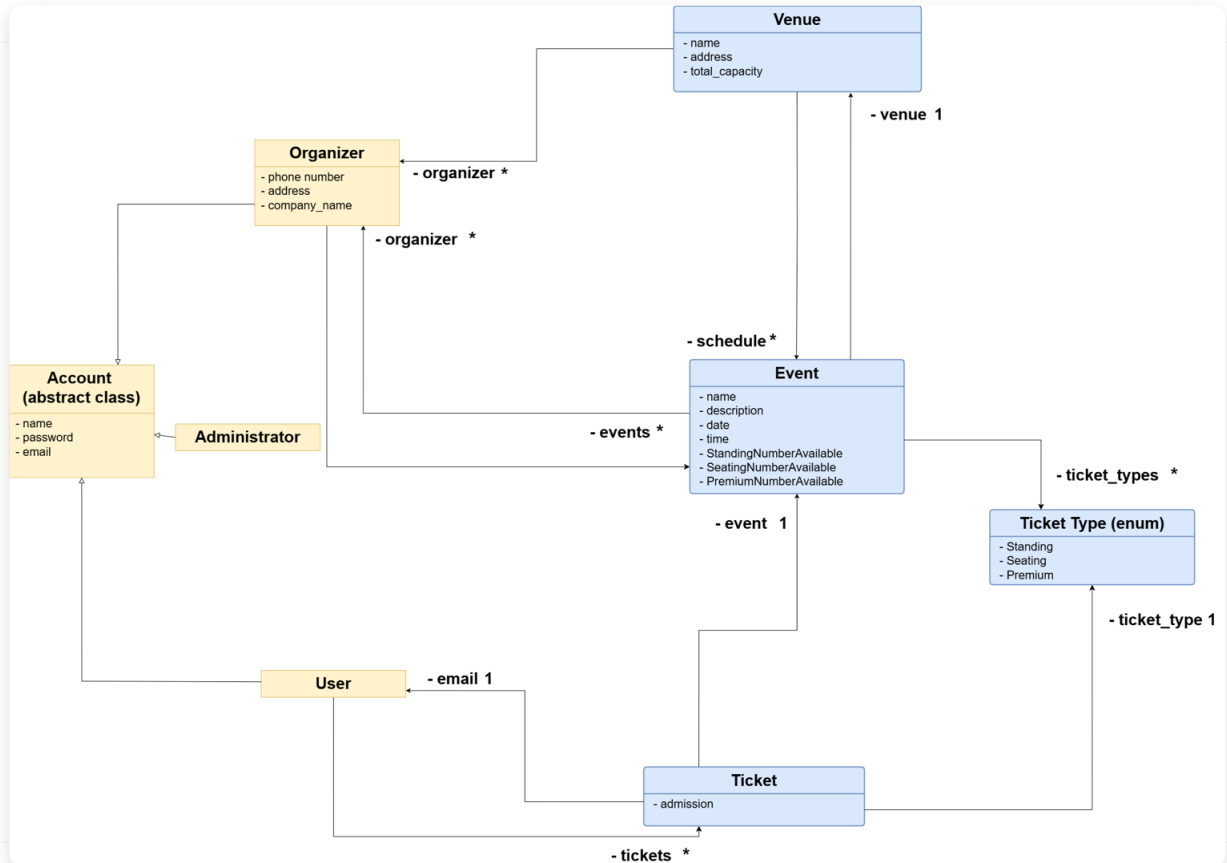 Venue
- name
- address
- total_capacity
- venue 1
Organizer
- phone number
- address
- company_name
- organizer *
- organizer *
- schedule *
Account
(abstract class)
- name
- password
- email
Administrator
Event
- name
- description
- date
- time
- StandingNumberAvailable
- SeatingNumberAvailable
- PremiumNumberAvailable
- events *
- ticket_types *
- event 1
Ticket Type (enum)
- Standing
- Seating
- Premium
- ticket_type 1
User
- email 1
Ticket
- admission
- tickets *